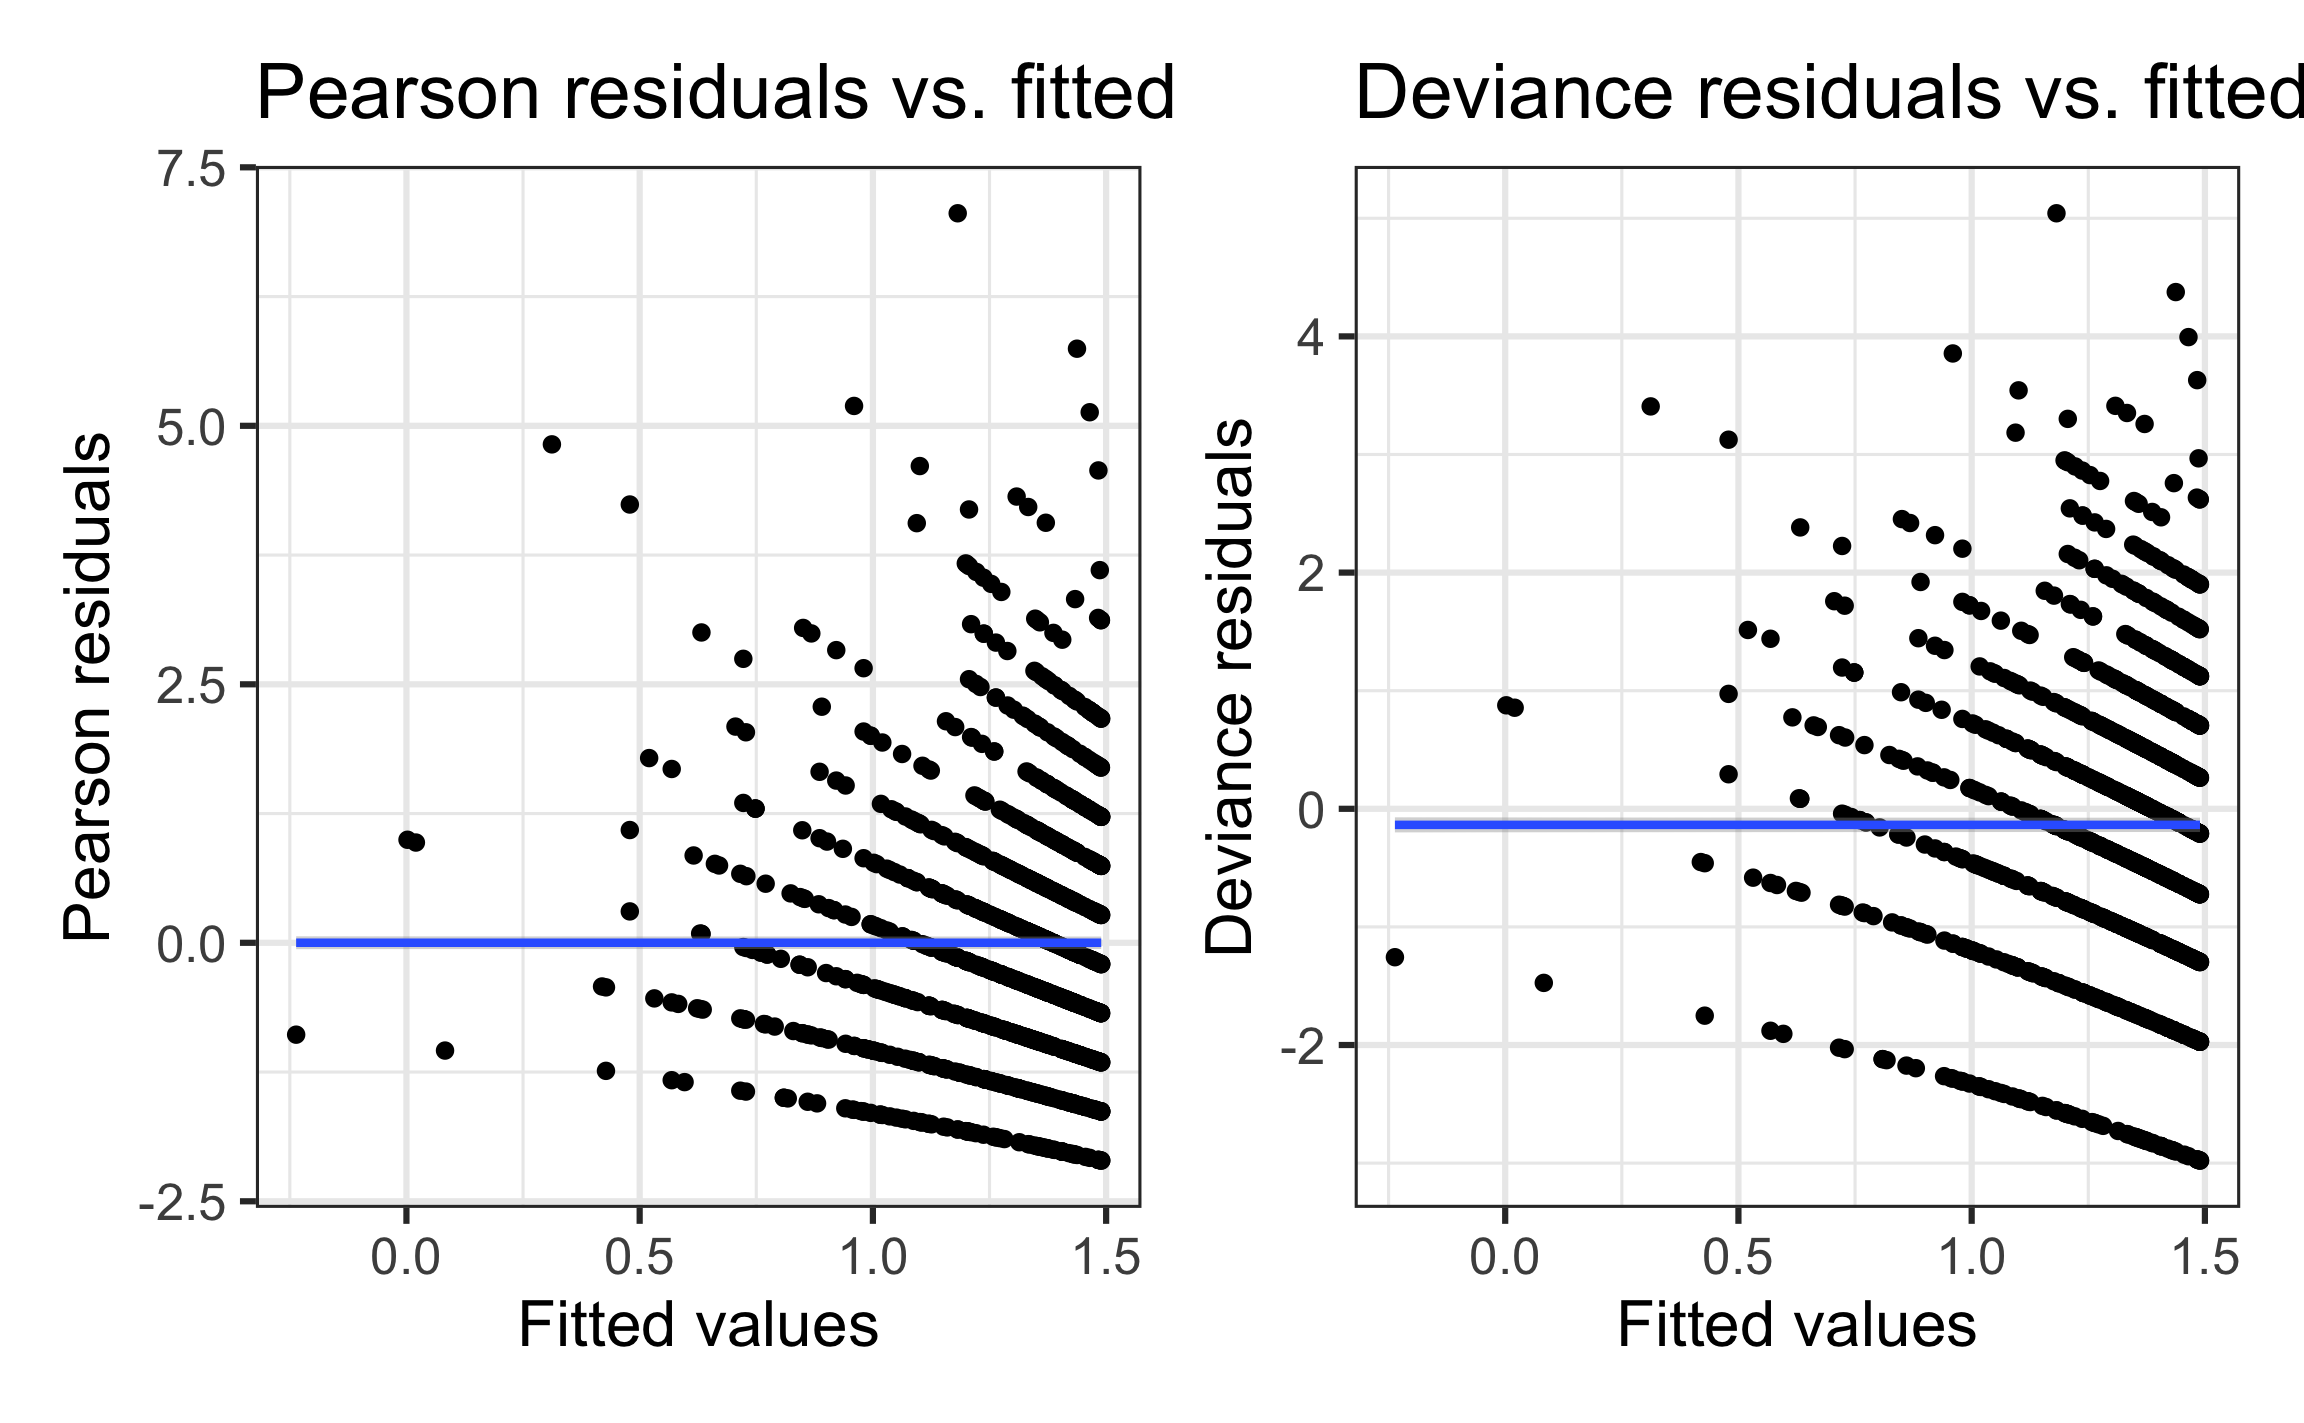 Pearson residuals vs. fitted
Pearson residuals
7.5
5.0
2.5
0.0
-2.5
0.0 0.5 1.0 1.5
Fitted values
Deviance residuals vs. fitted
Deviance residuals
4
2
0
-2
0.0 0.5 1.0 1.5
Fitted values